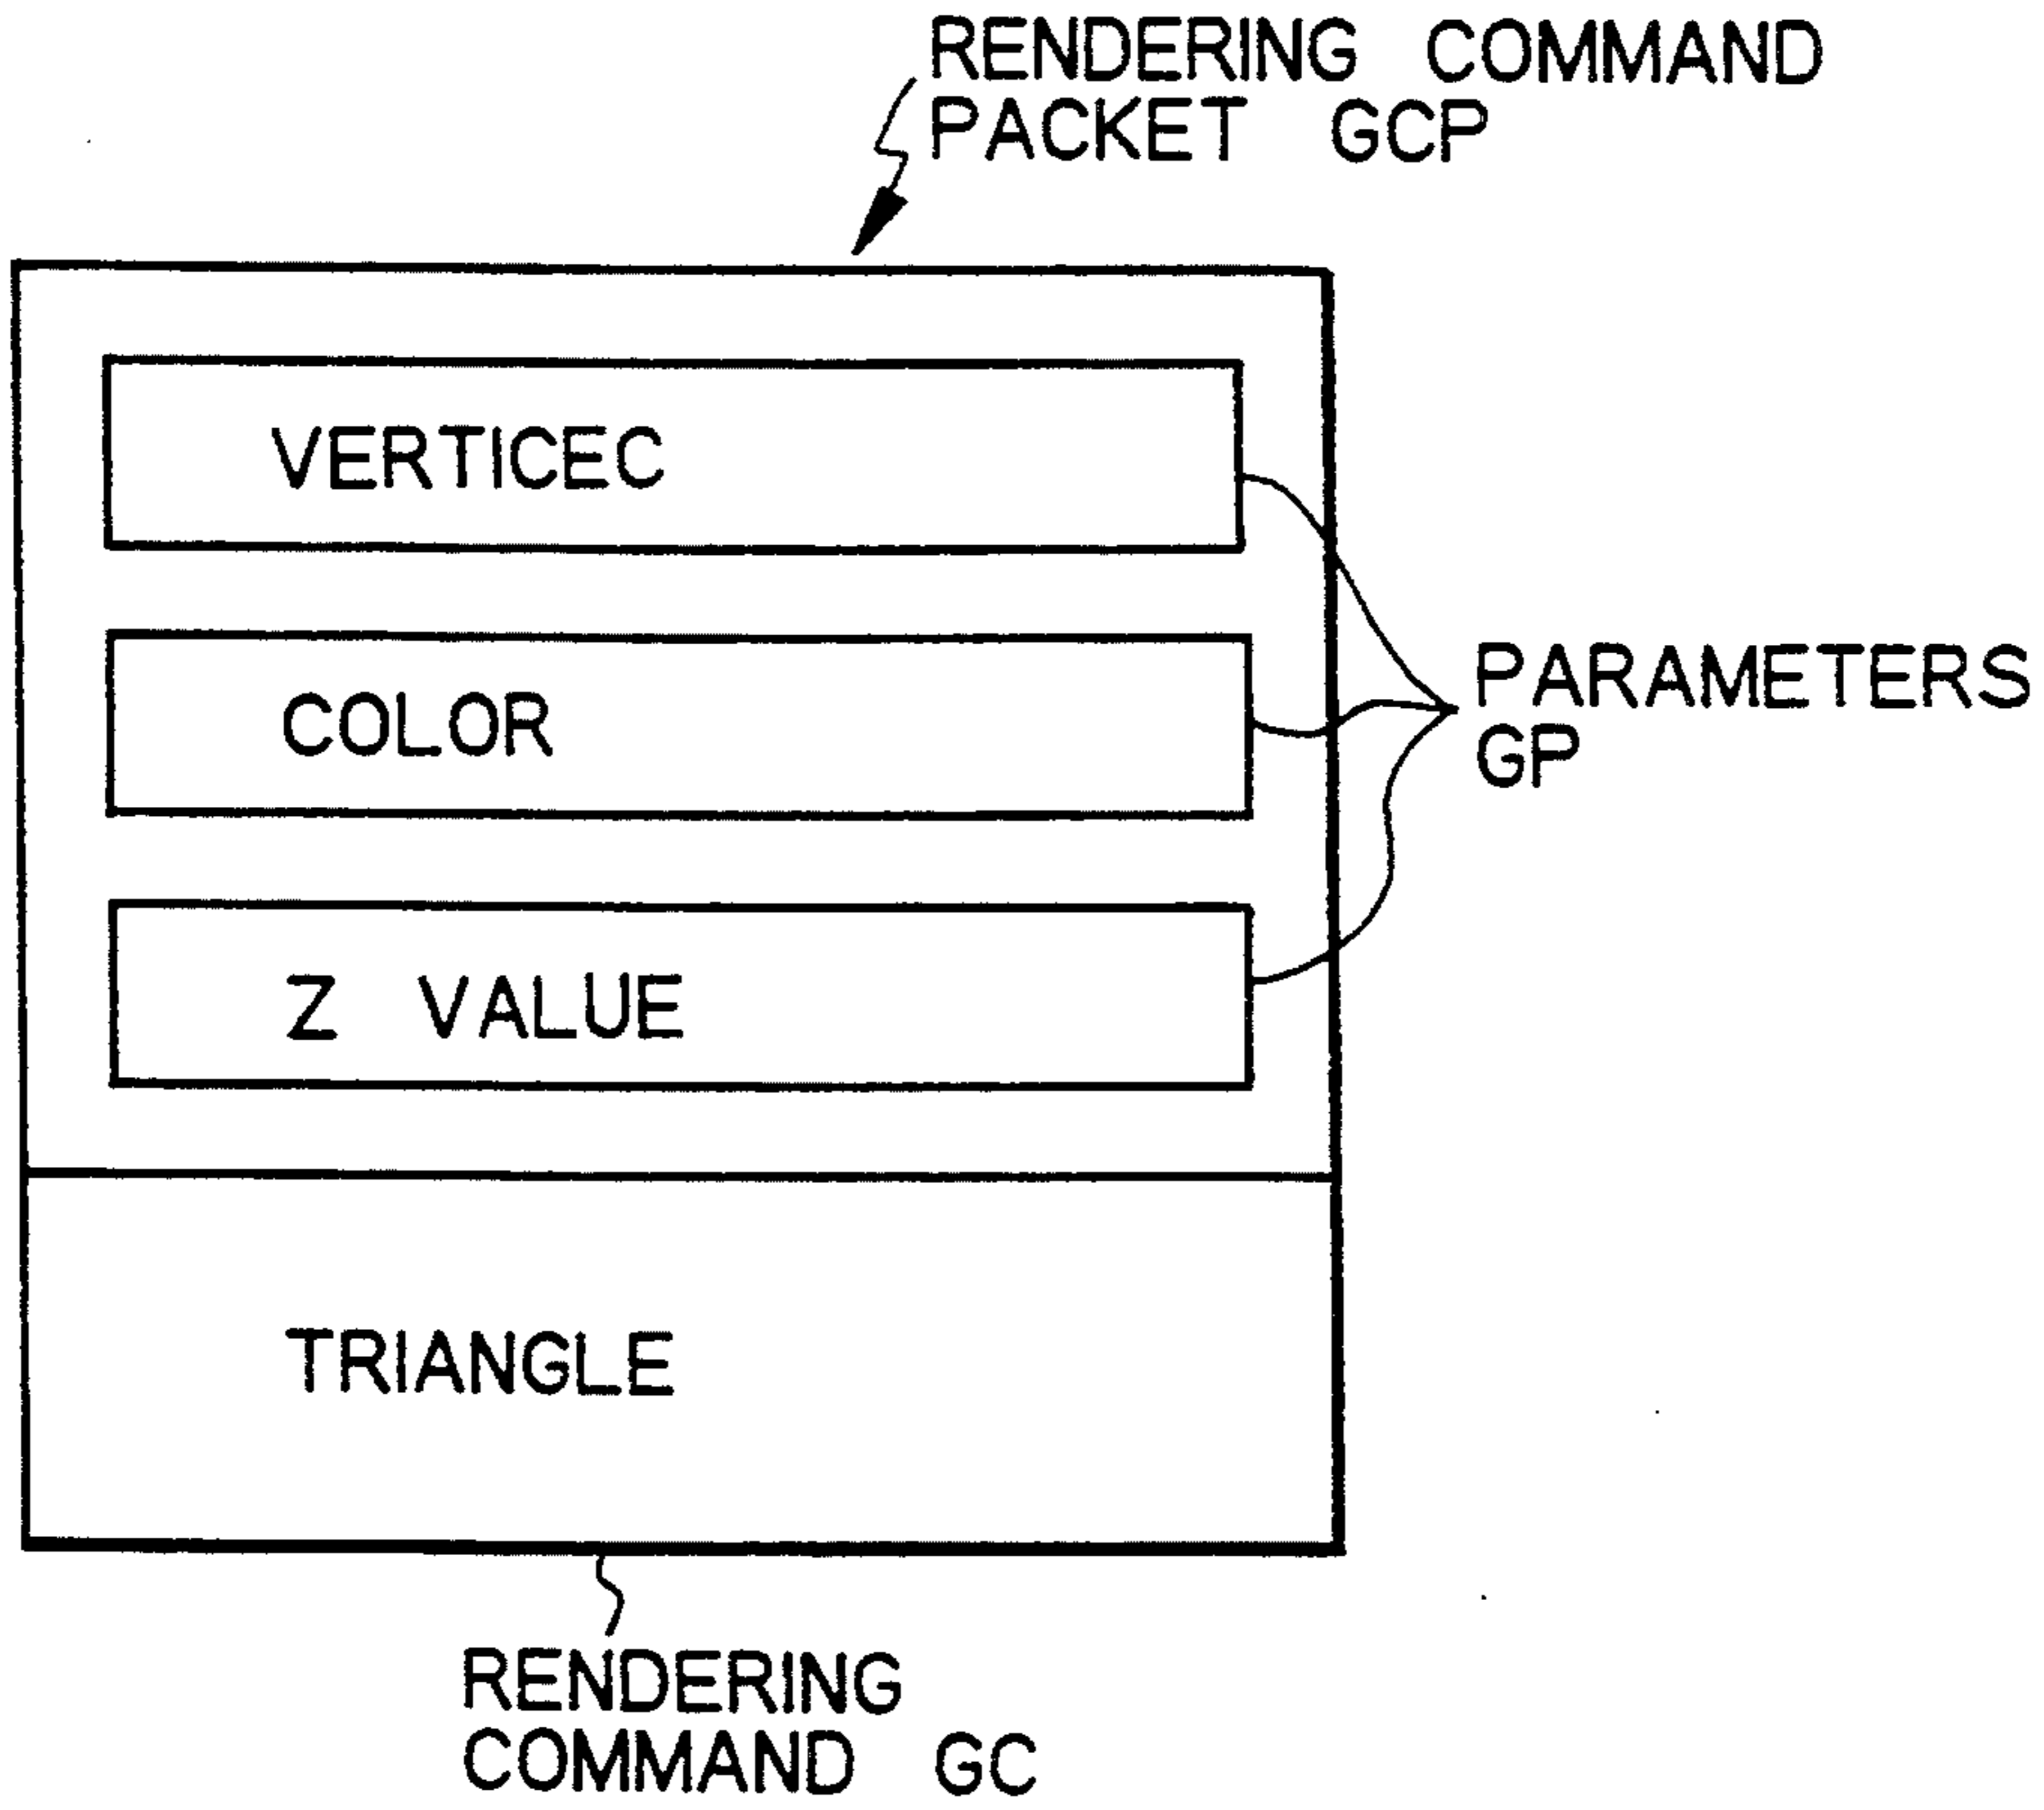 RENDERING COMMAND
PACKET GCP
VERTICEC
COLOR
Z VALUE
PARAMETERS
GP
TRIANGLE
RENDERING
COMMAND GC